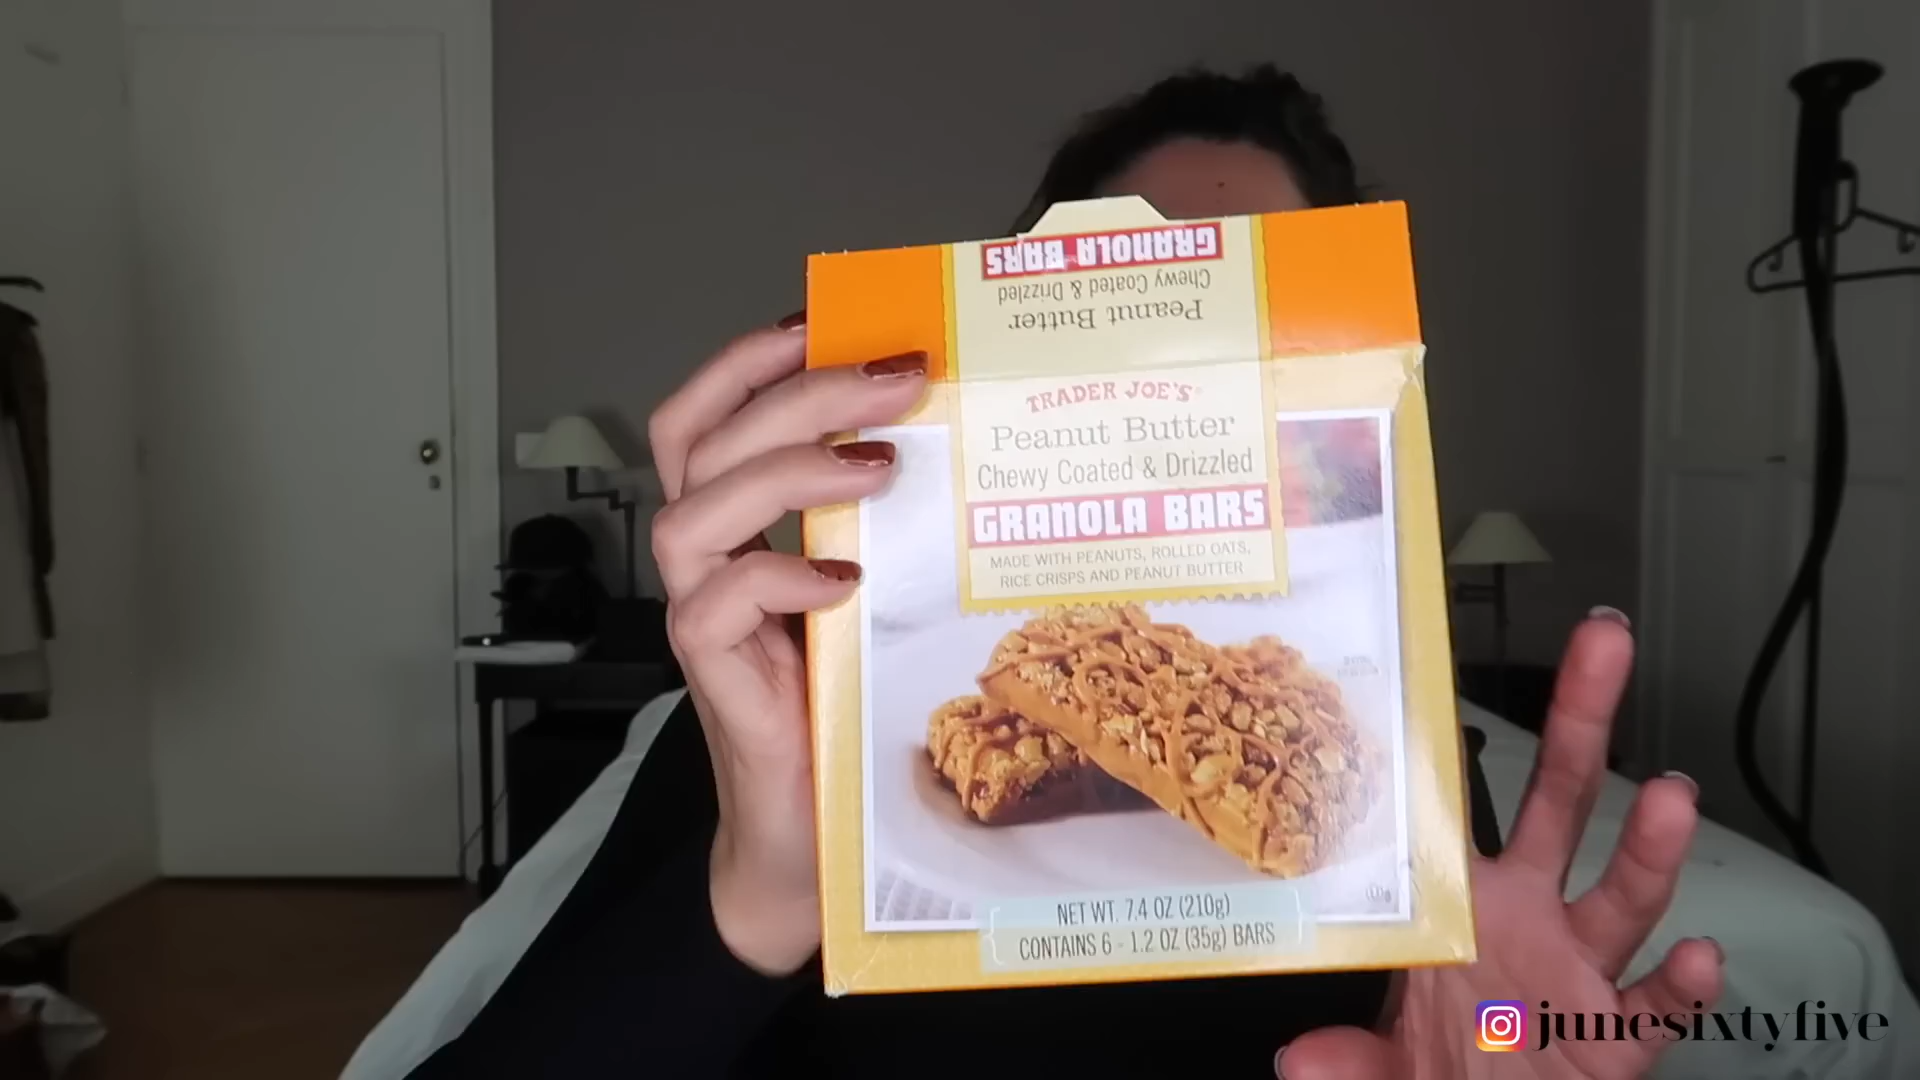 GRANOLA BARS
Chewy Coated & Drizzled
Peanut Butter
TRADER JOE'S
Peanut Butter
Chewy Coated & Drizzled
GRANOLA BARS
MADE WITH PEANUTS, ROLLED OATS,
RICE CRISPS AND PEANUT BUTTER
NET WT. 7.4 OZ (210g)
CONTAINS 6 - 1.2 OZ (35g) BARS
junesixtyfive